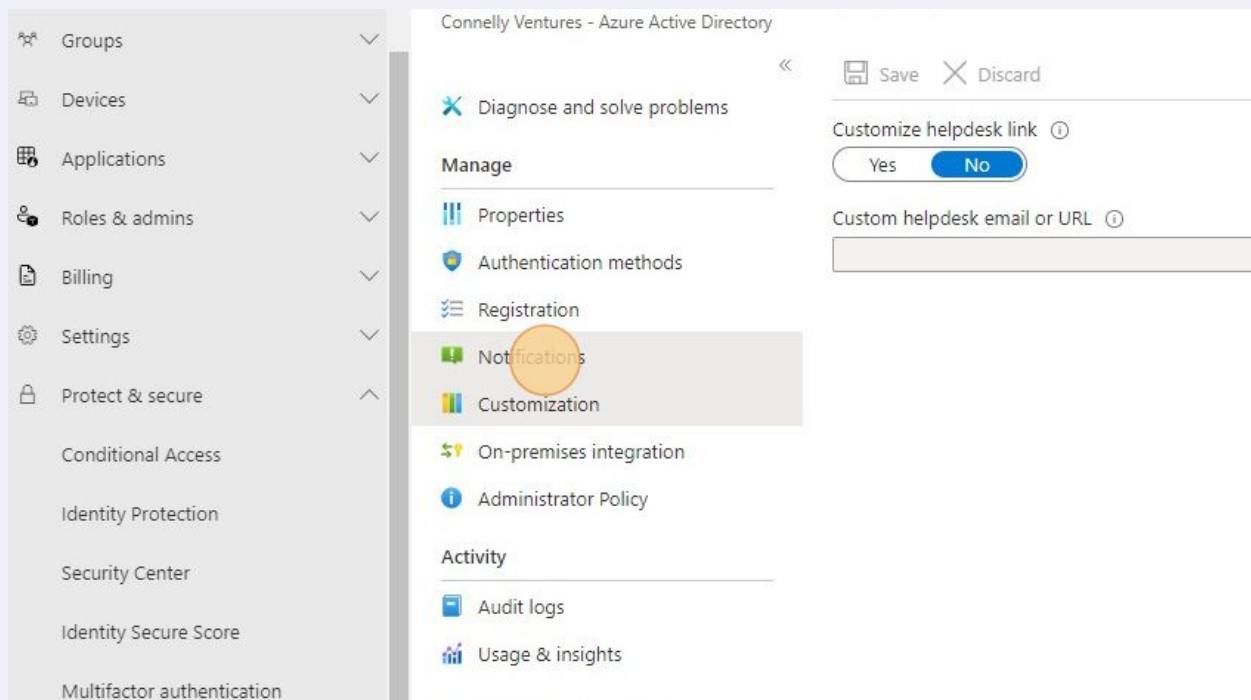 Groups
Devices
Applications
Roles & admins
Billing
Settings
Protect & secure
Conditional Access
Identity Protection
Security Center
Identity Secure Score
Multifactor authentication
Connelly Ventures - Azure Active Directory
«
Diagnose and solve problems
Manage
Properties
Authentication methods
Registration
Notifications
Customization
On-premises integration
Administrator Policy
Activity
Audit logs
Usage & insights
Save Discard
Customize helpdesk link
Yes No
Custom helpdesk email or URL